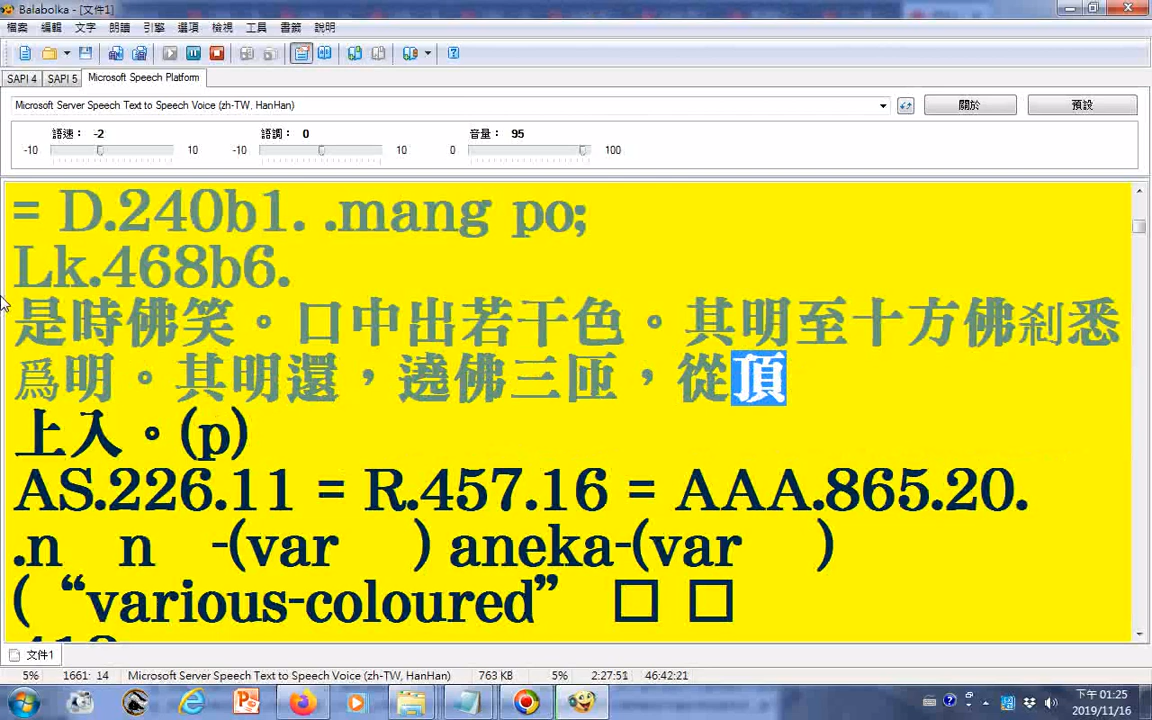 Balabolka - [文件1]
檔案 編輯 文字 朗讀 引擎 選項 檢視 工具 書籤 說明
SAPI 4 SAPI 5 Microsoft Speech Platform
Microsoft Server Speech Text to Speech Voice (zh-TW, HanHan)
關於 預設
語速： -2 語調： 0 音量： 95
-10 10 -10 10 0 100
= D.240b1. .mang po;
Lk.468b6.
是時佛笑。口中出若干色。其明至十方佛剎悉
爲明。其明還，遶佛三匝，從頂
上入。(p)
AS.226.11 = R.457.16 = AAA.865.20.
.n n -(var ) aneka-(var )
( “various-coloured” □ □
文件1
5% 1661: 14 Microsoft Server Speech Text to Speech Voice (zh-TW, HanHan) 763 KB 5% 2:27:51 46:42:21
下午 01:25
2019/11/16